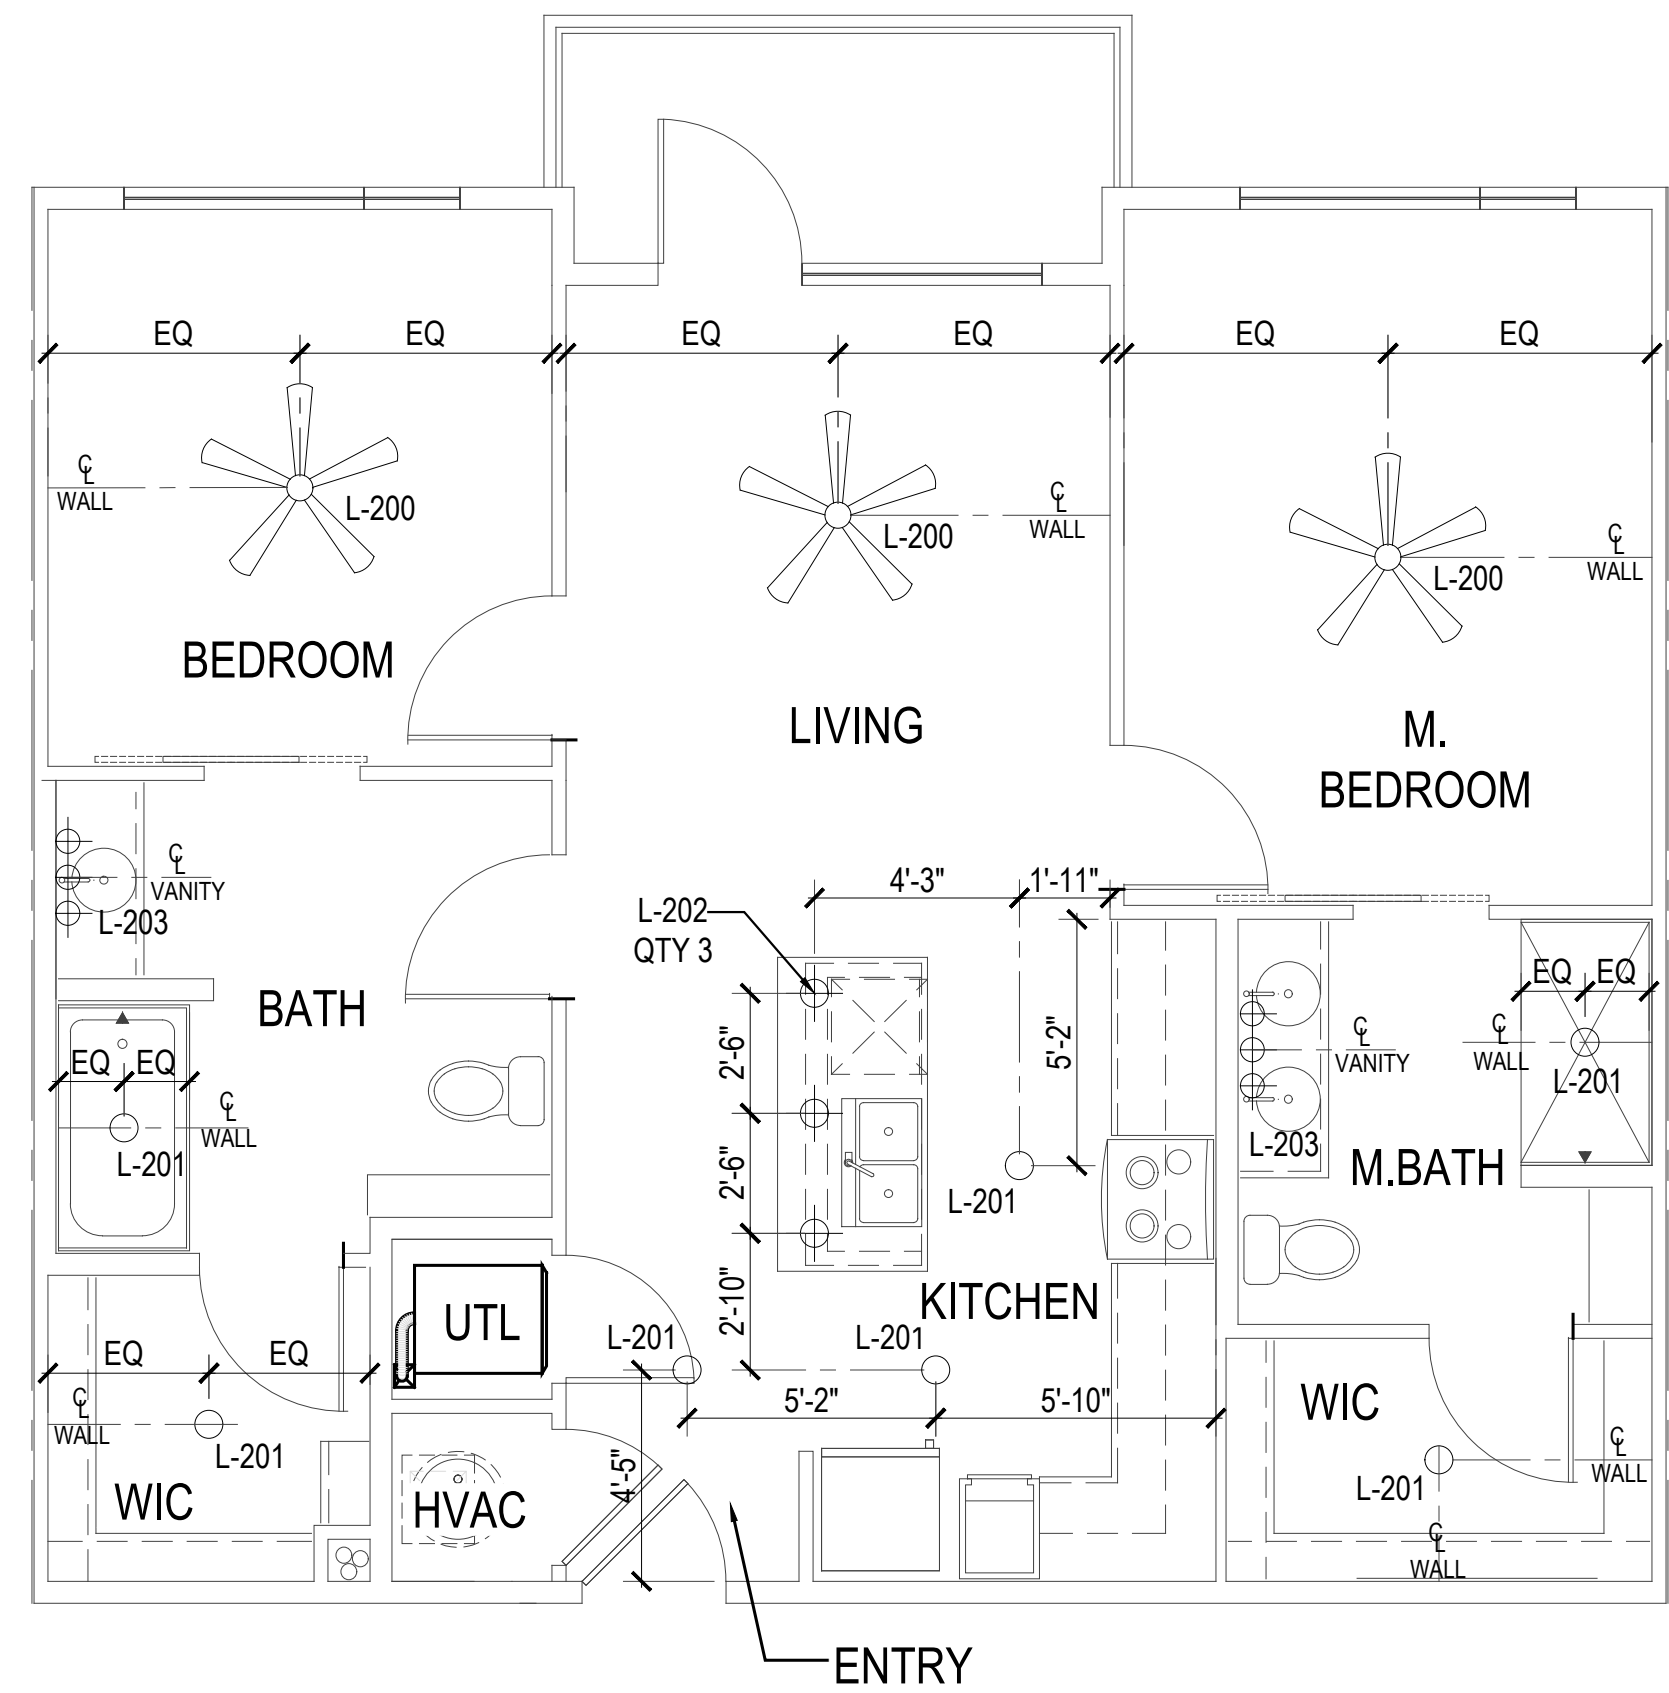 EQ EQ EQ EQ EQ EQ
℄
WALL
L-200
℄
WALL
L-200
℄
WALL
L-200
BEDROOM
LIVING
M.
BEDROOM
℄
VANITY
L-203
4'-3" 1'-11"
L-202
QTY 3
BATH
EQ EQ
℄
WALL
L-201
2'-6"
2'-6"
2'-10"
5'-2"
L-201
EQ EQ
℄
WALL
L-201
℄
VANITY
L-203
M.BATH
KITCHEN
UTL
L-201
L-201
EQ EQ
℄
WALL
L-201
WIC
HVAC
5'-2" 5'-10"
4'-5"
WIC
℄
WALL
L-201
℄
WALL
ENTRY